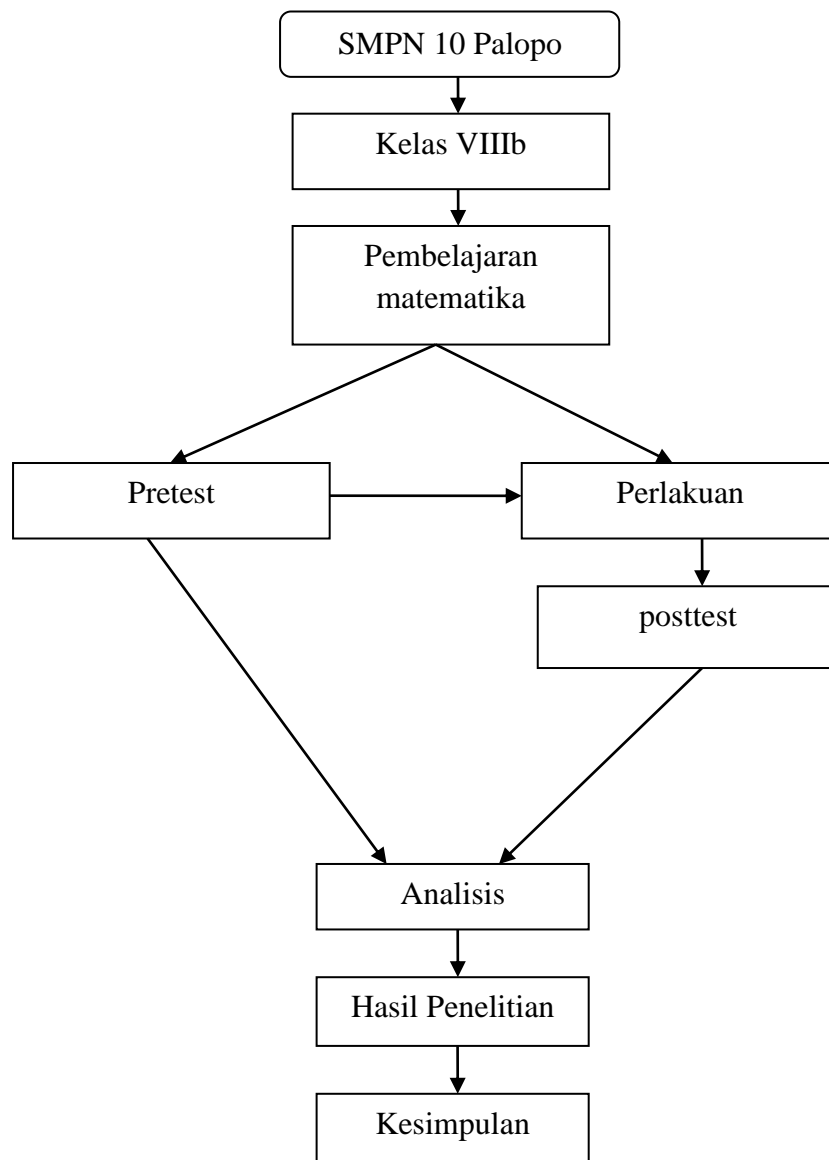 SMPN 10 Palopo
Kelas VIIIb
Pembelajaran
matematika
Pretest
Perlakuan
posttest
Analisis
Hasil Penelitian
Kesimpulan